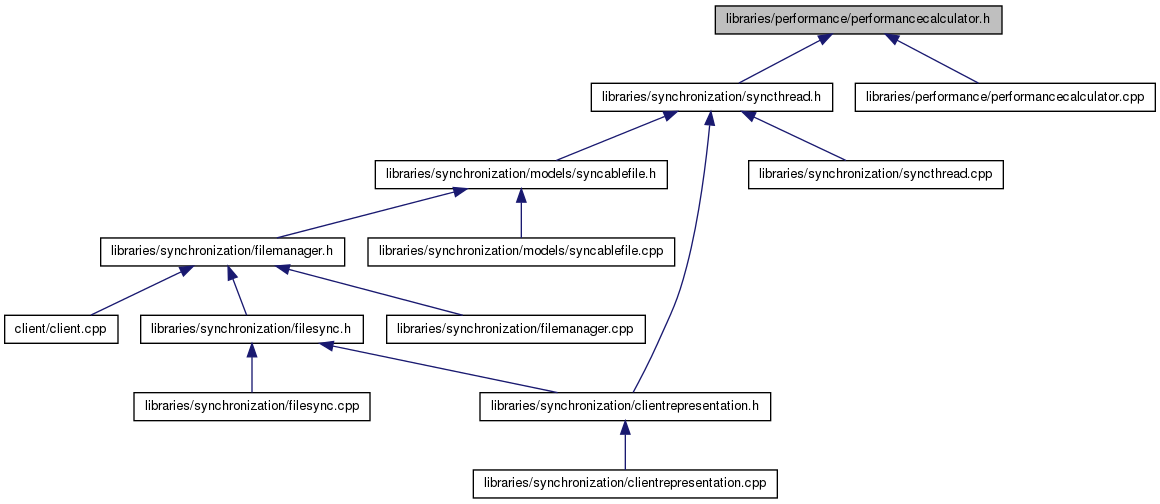 libraries/performance/performancecalculator.h
libraries/synchronization/syncthread.h
libraries/performance/performancecalculator.cpp
libraries/synchronization/models/syncablefile.h
libraries/synchronization/syncthread.cpp
libraries/synchronization/filemanager.h
libraries/synchronization/models/syncablefile.cpp
client/client.cpp
libraries/synchronization/filesync.h
libraries/synchronization/filemanager.cpp
libraries/synchronization/filesync.cpp
libraries/synchronization/clientrepresentation.h
libraries/synchronization/clientrepresentation.cpp